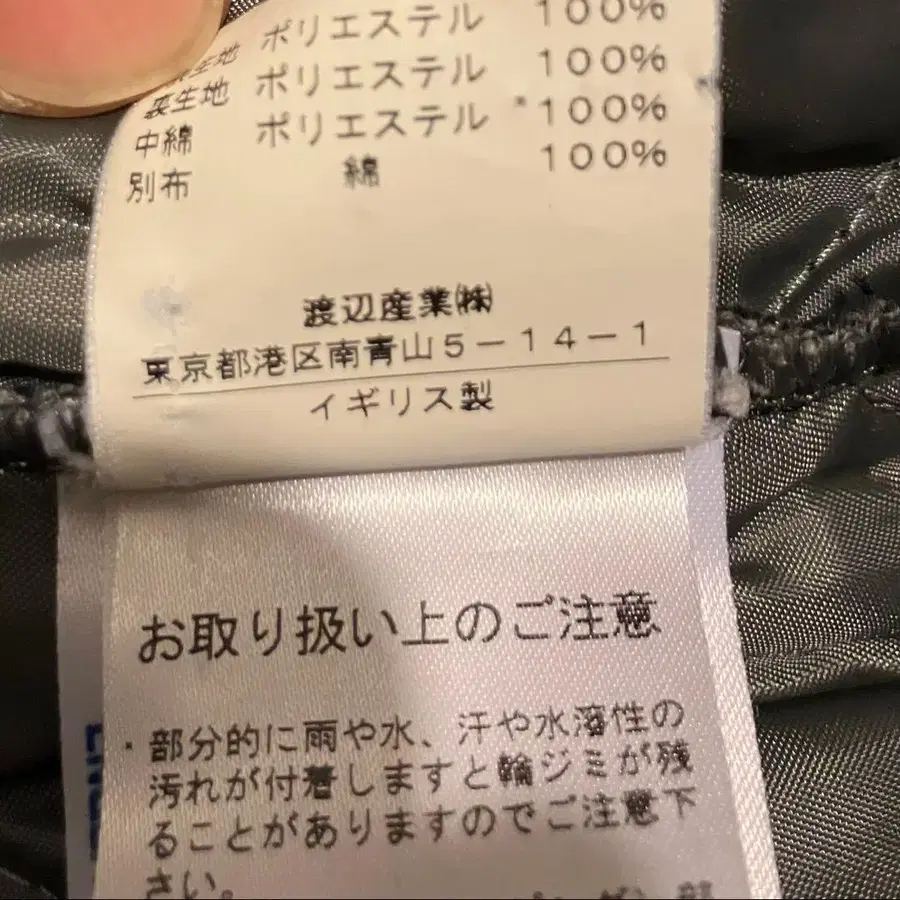 表生地 ポリエステル 100%
裏生地 ポリエステル 100%
中綿 ポリエステル 100%
別布 綿 100%
渡辺産業㈱
東京都港区南青山5-14-1
イギリス製
お取り扱い上のご注意
・部分的に雨や水、汗や水溶性の
汚れが付着しますと輪ジミが残
ることがありますのでご注意下
さい。